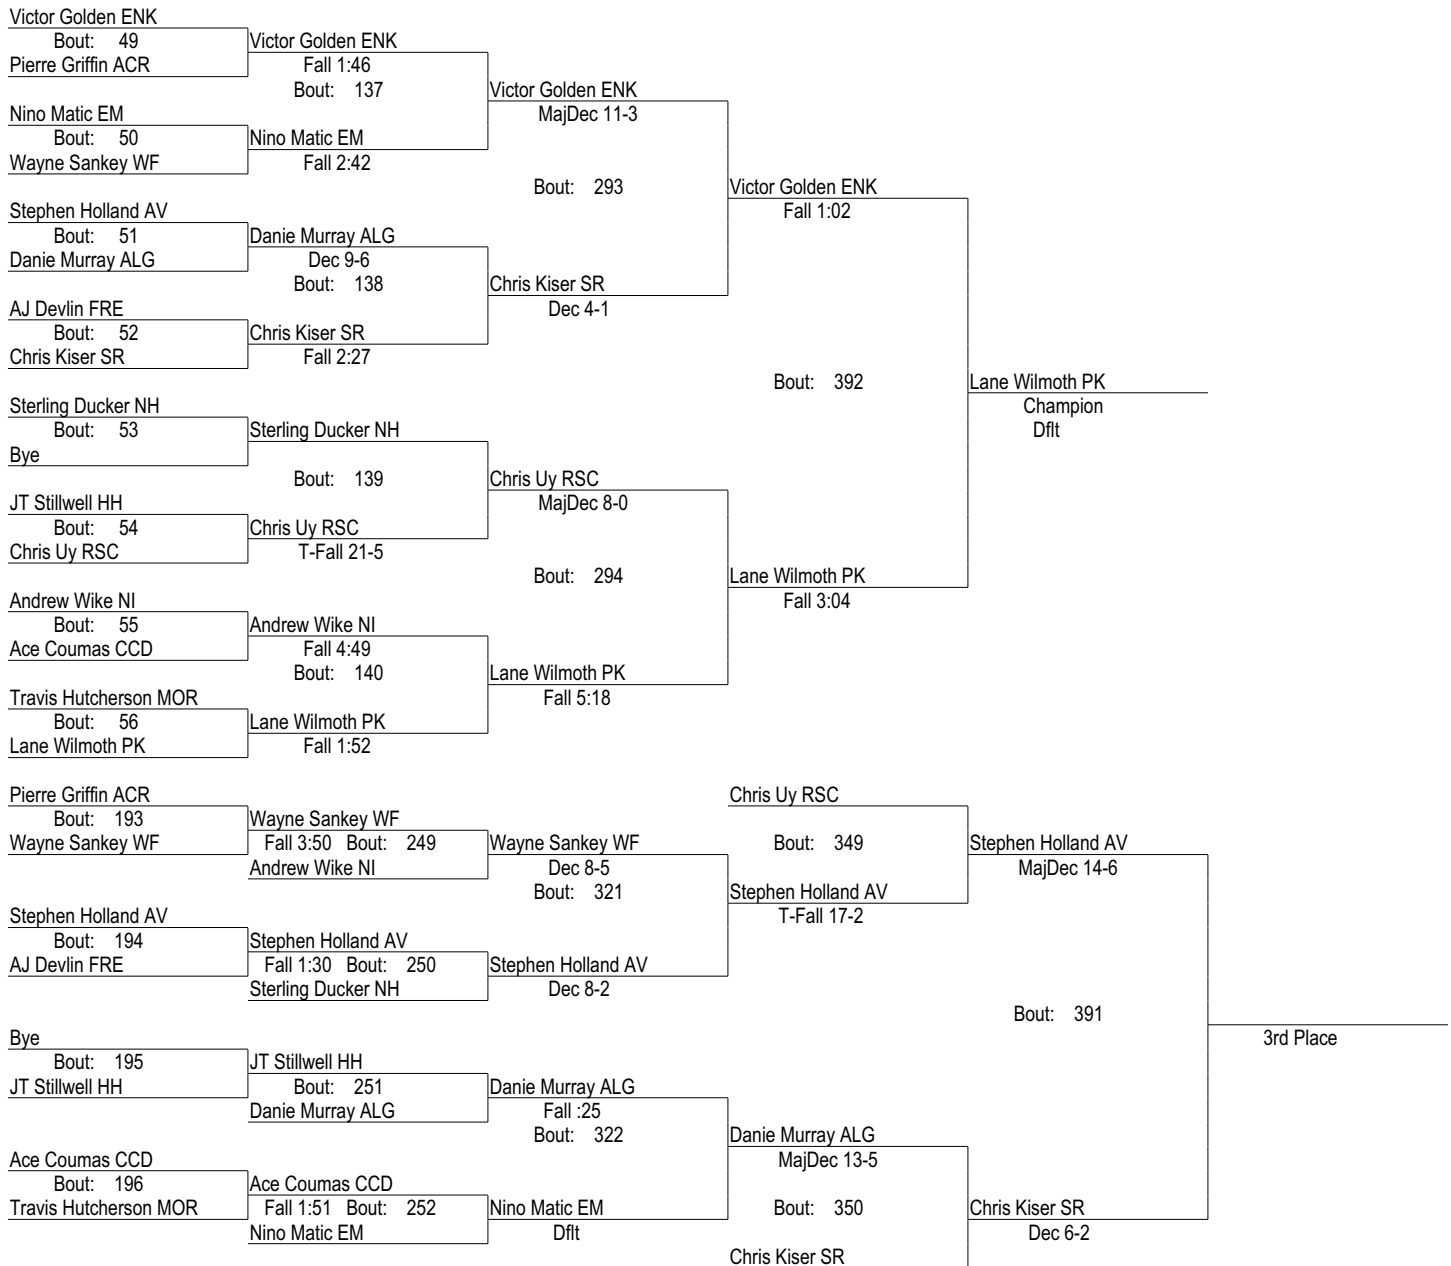 Victor Golden ENK
Bout: 49
Pierre Griffin ACR
Victor Golden ENK
Fall 1:46
Bout: 137
Nino Matic EM
Bout: 50
Wayne Sankey WF
Nino Matic EM
Fall 2:42
Victor Golden ENK
MajDec 11-3
Bout: 293
Stephen Holland AV
Bout: 51
Danie Murray ALG
Danie Murray ALG
Dec 9-6
Bout: 138
AJ Devlin FRE
Bout: 52
Chris Kiser SR
Chris Kiser SR
Fall 2:27
Chris Kiser SR
Dec 4-1
Victor Golden ENK
Fall 1:02
Bout: 392
Sterling Ducker NH
Bout: 53
Bye
Sterling Ducker NH
Bout: 139
JT Stillwell HH
Bout: 54
Chris Uy RSC
Chris Uy RSC
T-Fall 21-5
Chris Uy RSC
MajDec 8-0
Bout: 294
Andrew Wike NI
Bout: 55
Ace Coumas CCD
Andrew Wike NI
Fall 4:49
Bout: 140
Travis Hutcherson MOR
Bout: 56
Lane Wilmoth PK
Lane Wilmoth PK
Fall 1:52
Lane Wilmoth PK
Fall 5:18
Lane Wilmoth PK
Fall 3:04
Lane Wilmoth PK
Champion
Dflt
Pierre Griffin ACR
Bout: 193
Wayne Sankey WF
Wayne Sankey WF
Fall 3:50 Bout: 249
Andrew Wike NI
Wayne Sankey WF
Dec 8-5
Bout: 321
Stephen Holland AV
Bout: 194
AJ Devlin FRE
Stephen Holland AV
Fall 1:30 Bout: 250
Sterling Ducker NH
Stephen Holland AV
Dec 8-2
Chris Uy RSC
Bout: 349
Stephen Holland AV
T-Fall 17-2
Stephen Holland AV
MajDec 14-6
Bout: 391
3rd Place
Bye
Bout: 195
JT Stillwell HH
JT Stillwell HH
Bout: 251
Danie Murray ALG
Danie Murray ALG
Fall :25
Bout: 322
Ace Coumas CCD
Bout: 196
Travis Hutcherson MOR
Ace Coumas CCD
Fall 1:51 Bout: 252
Nino Matic EM
Nino Matic EM
Dflt
Danie Murray ALG
MajDec 13-5
Bout: 350
Chris Kiser SR
Chris Kiser SR
Dec 6-2